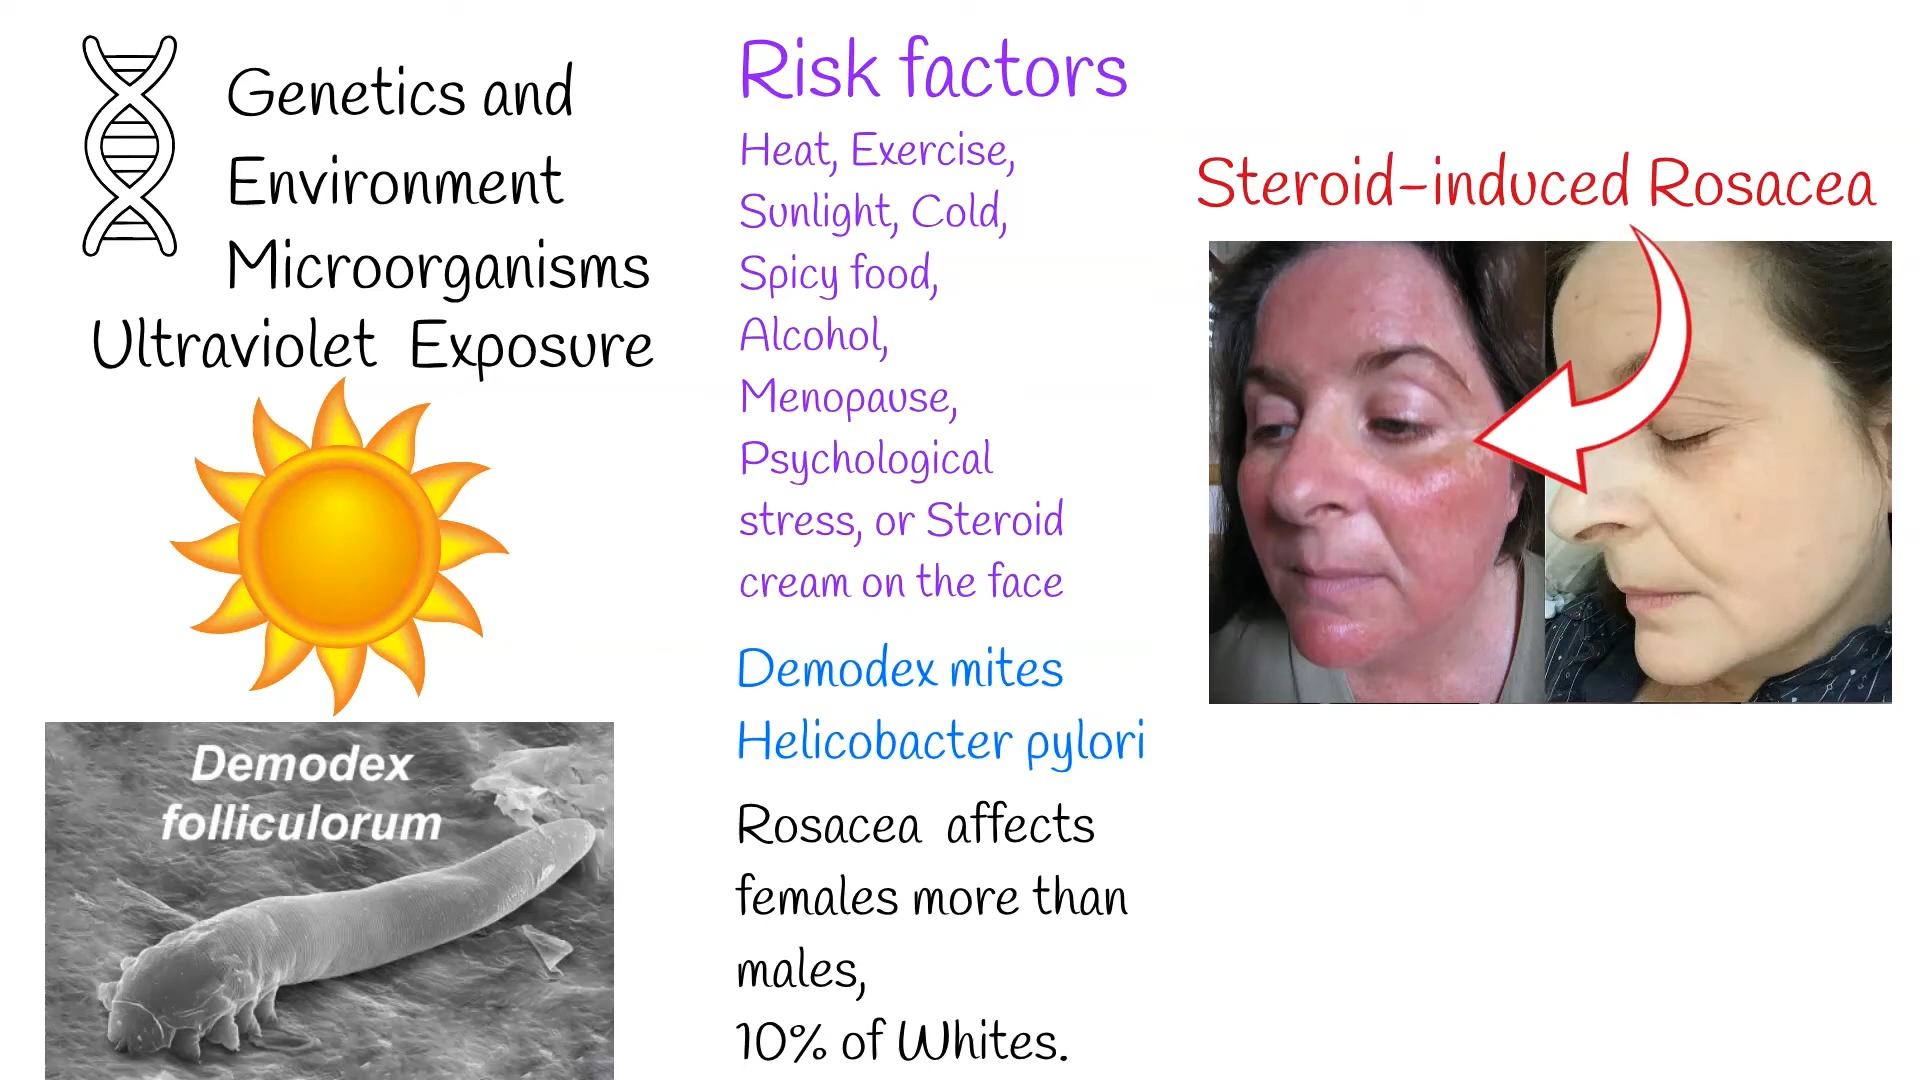 Genetics and
Environment
Microorganisms
Ultraviolet Exposure
Demodex
folliculorum
Risk factors
Heat, Exercise,
Sunlight, Cold,
Spicy food,
Alcohol,
Menopause,
Psychological
stress, or Steroid
cream on the face
Demodex mites
Helicobacter pylori
Rosacea affects
females more than
males,
10% of Whites.
Steroid-induced Rosacea